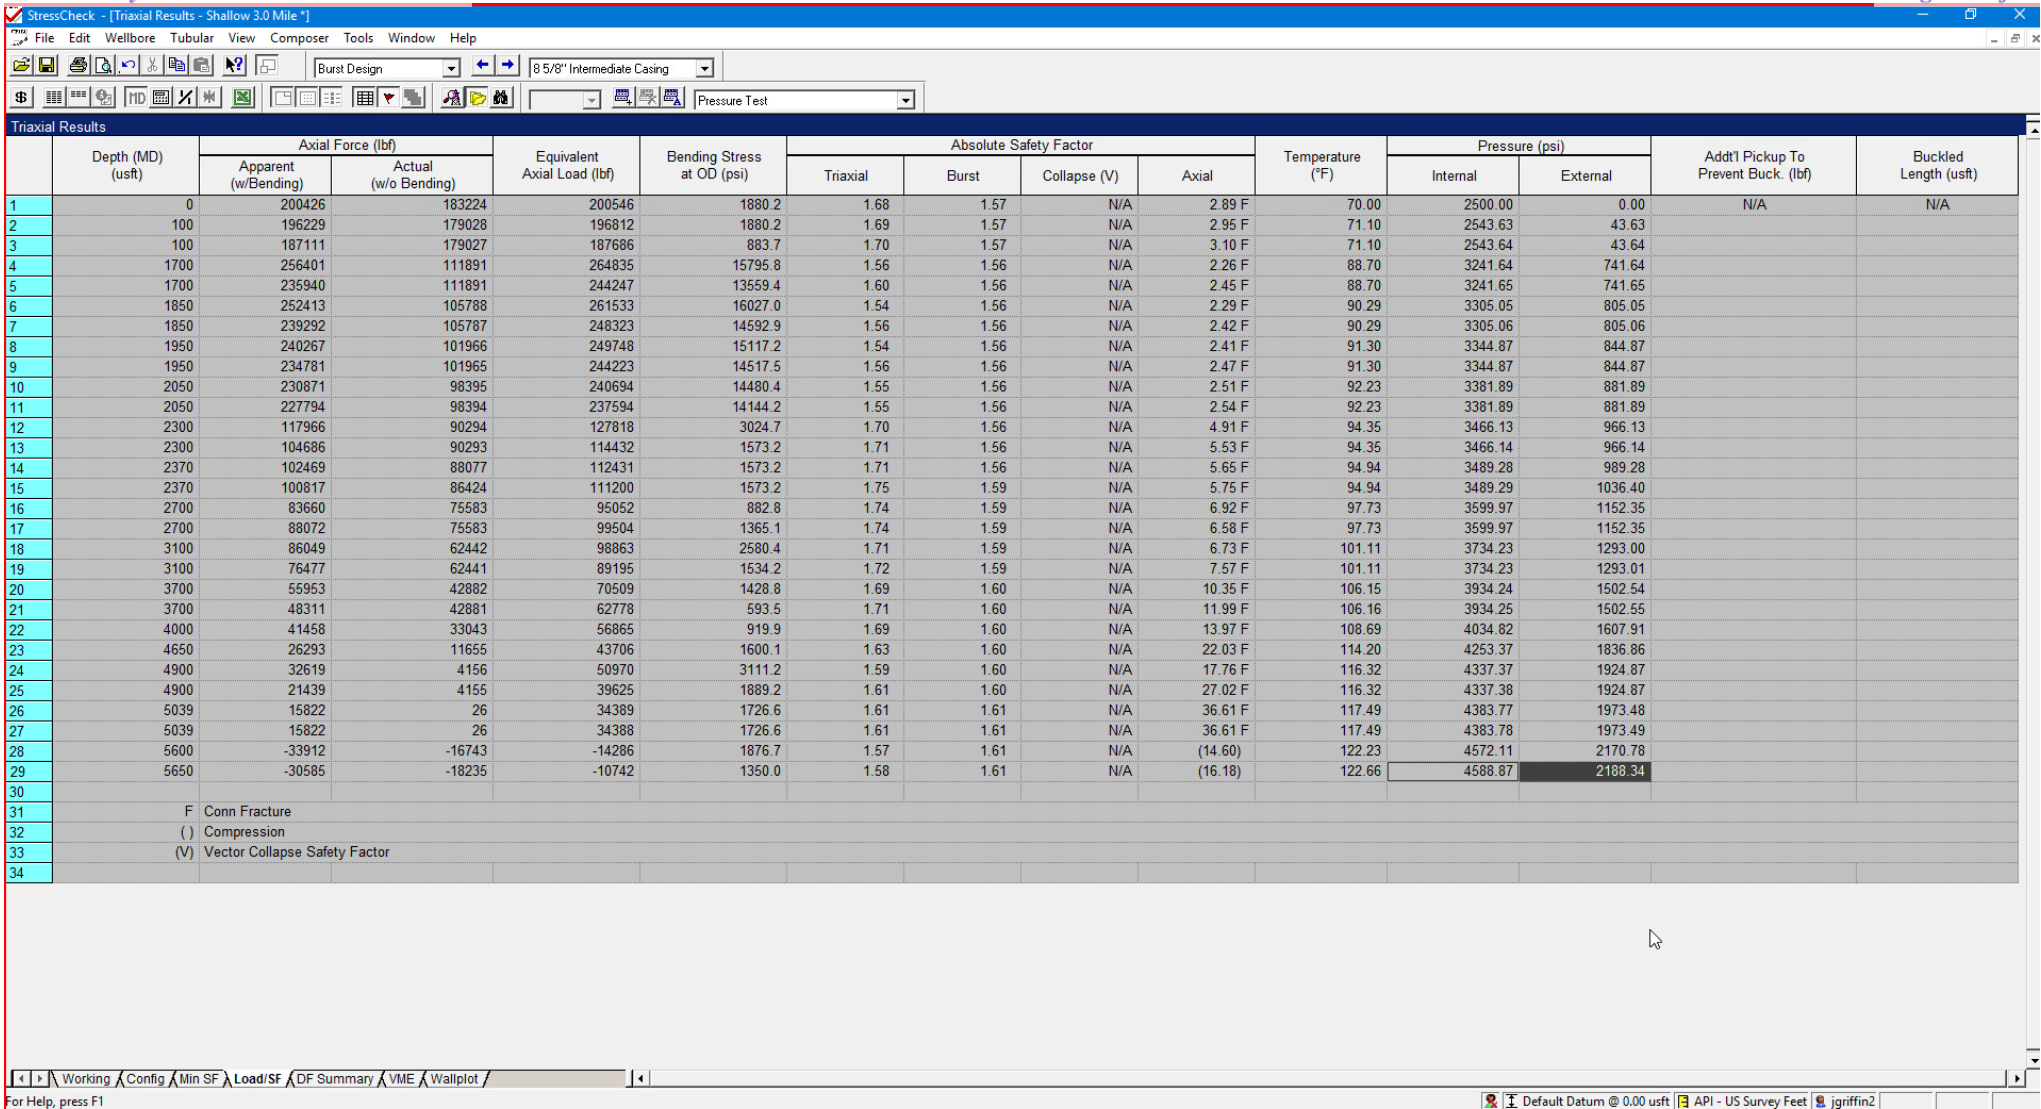 StressCheck - [Triaxial Results - Shallow 3.0 Mile *]
File Edit Wellbore Tubular View Composer Tools Window Help
Burst Design 8 5/8" Intermediate Casing
$ MD Pressure Test
Triaxial Results
Depth (MD) (usft) Axial Force (lbf) Apparent (w/Bending) Actual (w/o Bending) Equivalent Axial Load (lbf) Bending Stress at OD (psi) Absolute Safety Factor Triaxial Burst Collapse (V) Axial Temperature (°F) Pressure (psi) Internal External Addt'l Pickup To Prevent Buck. (lbf) Buckled Length (usft)
1 0 200426 183224 200546 1880.2 1.68 1.57 N/A 2.89 F 70.00 2500.00 0.00 N/A N/A
2 100 196229 179028 196812 1880.2 1.69 1.57 N/A 2.95 F 71.10 2543.63 43.63
3 100 187111 179027 187686 883.7 1.70 1.57 N/A 3.10 F 71.10 2543.64 43.64
4 1700 256401 111891 264835 15795.8 1.56 1.56 N/A 2.26 F 88.70 3241.64 741.64
5 1700 235940 111891 244247 13559.4 1.60 1.56 N/A 2.45 F 88.70 3241.65 741.65
6 1850 252413 105788 261533 16027.0 1.54 1.56 N/A 2.29 F 90.29 3305.05 805.05
7 1850 239292 105787 248323 14592.9 1.56 1.56 N/A 2.42 F 90.29 3305.06 805.06
8 1950 240267 101966 249748 15117.2 1.54 1.56 N/A 2.41 F 91.30 3344.87 844.87
9 1950 234781 101965 244223 14517.5 1.56 1.56 N/A 2.47 F 91.30 3344.87 844.87
10 2050 230871 98395 240694 14480.4 1.55 1.56 N/A 2.51 F 92.23 3381.89 881.89
11 2050 227794 98394 237594 14144.2 1.55 1.56 N/A 2.54 F 92.23 3381.89 881.89
12 2300 117966 90294 127818 3024.7 1.70 1.56 N/A 4.91 F 94.35 3466.13 966.13
13 2300 104686 90293 114432 1573.2 1.71 1.56 N/A 5.53 F 94.35 3466.14 966.14
14 2370 102469 88077 112431 1573.2 1.71 1.56 N/A 5.65 F 94.94 3489.28 989.28
15 2370 100817 86424 111200 1573.2 1.75 1.59 N/A 5.75 F 94.94 3489.29 1036.40
16 2700 83660 75583 95052 882.8 1.74 1.59 N/A 6.92 F 97.73 3599.97 1152.35
17 2700 88072 75583 99504 1365.1 1.74 1.59 N/A 6.58 F 97.73 3599.97 1152.35
18 3100 86049 62442 98863 2580.4 1.71 1.59 N/A 6.73 F 101.11 3734.23 1293.00
19 3100 76477 62441 89195 1534.2 1.72 1.59 N/A 7.57 F 101.11 3734.23 1293.01
20 3700 55953 42882 70509 1428.8 1.69 1.60 N/A 10.35 F 106.15 3934.24 1502.54
21 3700 48311 42881 62778 593.5 1.71 1.60 N/A 11.99 F 106.16 3934.25 1502.55
22 4000 41458 33043 56865 919.9 1.69 1.60 N/A 13.97 F 108.69 4034.82 1607.91
23 4650 26293 11655 43706 1600.1 1.63 1.60 N/A 22.03 F 114.20 4253.37 1836.86
24 4900 32619 4156 50970 3111.2 1.59 1.60 N/A 17.76 F 116.32 4337.37 1924.87
25 4900 21439 4155 39625 1889.2 1.61 1.60 N/A 27.02 F 116.32 4337.38 1924.87
26 5039 15822 26 34389 1726.6 1.61 1.61 N/A 36.61 F 117.49 4383.77 1973.48
27 5039 15822 26 34388 1726.6 1.61 1.61 N/A 36.61 F 117.49 4383.78 1973.49
28 5600 -33912 -16743 -14286 1876.7 1.57 1.61 N/A (14.60) 122.23 4572.11 2170.78
29 5650 -30585 -18235 -10742 1350.0 1.58 1.61 N/A (16.18) 122.66 4588.87 2188.34
30
31 F Conn Fracture
32 ( ) Compression
33 (V) Vector Collapse Safety Factor
34
Working Config Min SF Load/SF DF Summary VME Wallplot
For Help, press F1 Default Datum @ 0.00 usft API - US Survey Feet jgriffin2